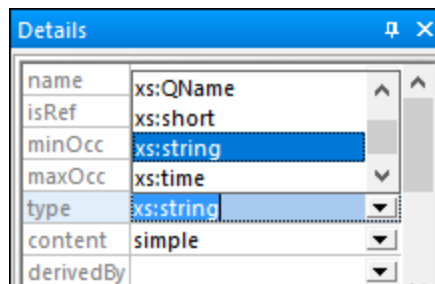 Details
name
xs:QName
isRef
xs:short
minOcc
xs:string
maxOcc
xs:time
type
xs:string
content
simple
derivedBy